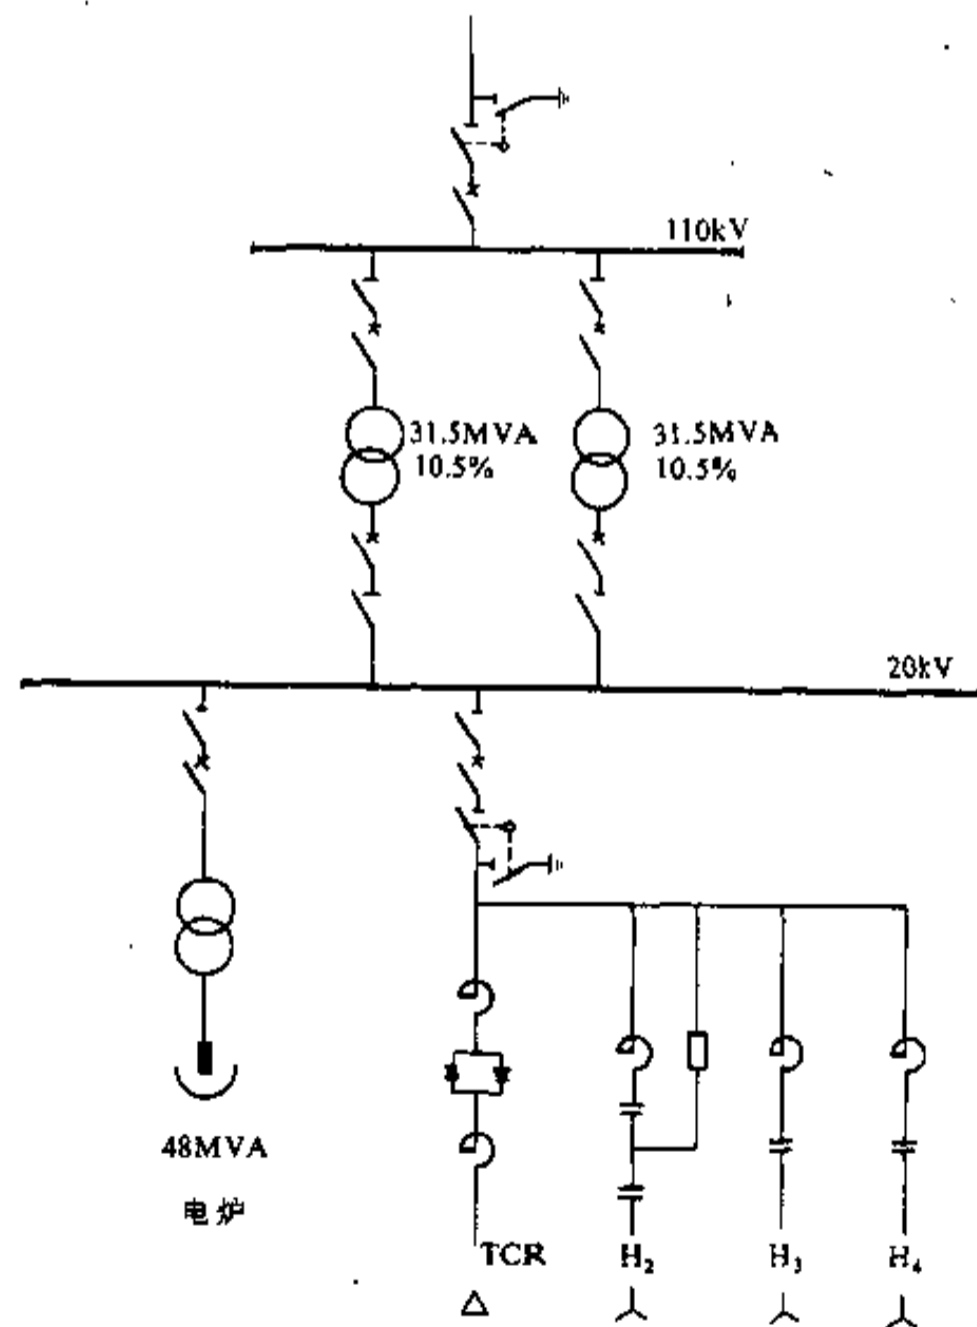 110kV
31.5MVA
10.5%
31.5MVA
10.5%
20kV
48MVA
电炉
TCR
H₂
H₃
H₄